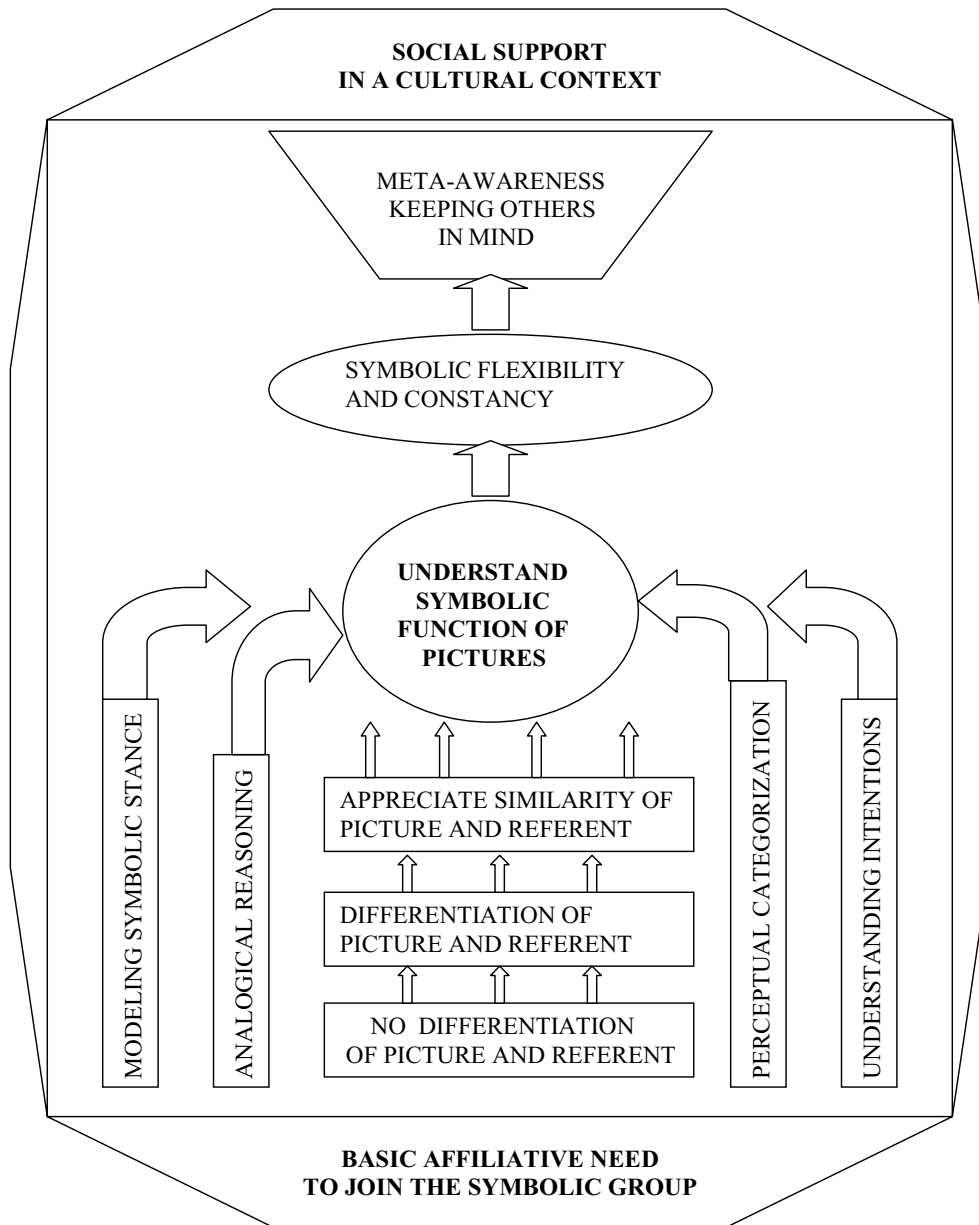 SOCIAL SUPPORT
IN A CULTURAL CONTEXT
META-AWARENESS
KEEPING OTHERS
IN MIND
SYMBOLIC FLEXIBILITY
AND CONSTANCY
UNDERSTAND
SYMBOLIC
FUNCTION OF
PICTURES
MODELING SYMBOLIC STANCE
ANALOGICAL REASONING
APPRECIATE SIMILARITY OF
PICTURE AND REFERENT
DIFFERENTIATION OF
PICTURE AND REFERENT
NO DIFFERENTIATION
OF PICTURE AND REFERENT
PERCEPTUAL CATEGORIZATION
UNDERSTANDING INTENTIONS
BASIC AFFILIATIVE NEED
TO JOIN THE SYMBOLIC GROUP